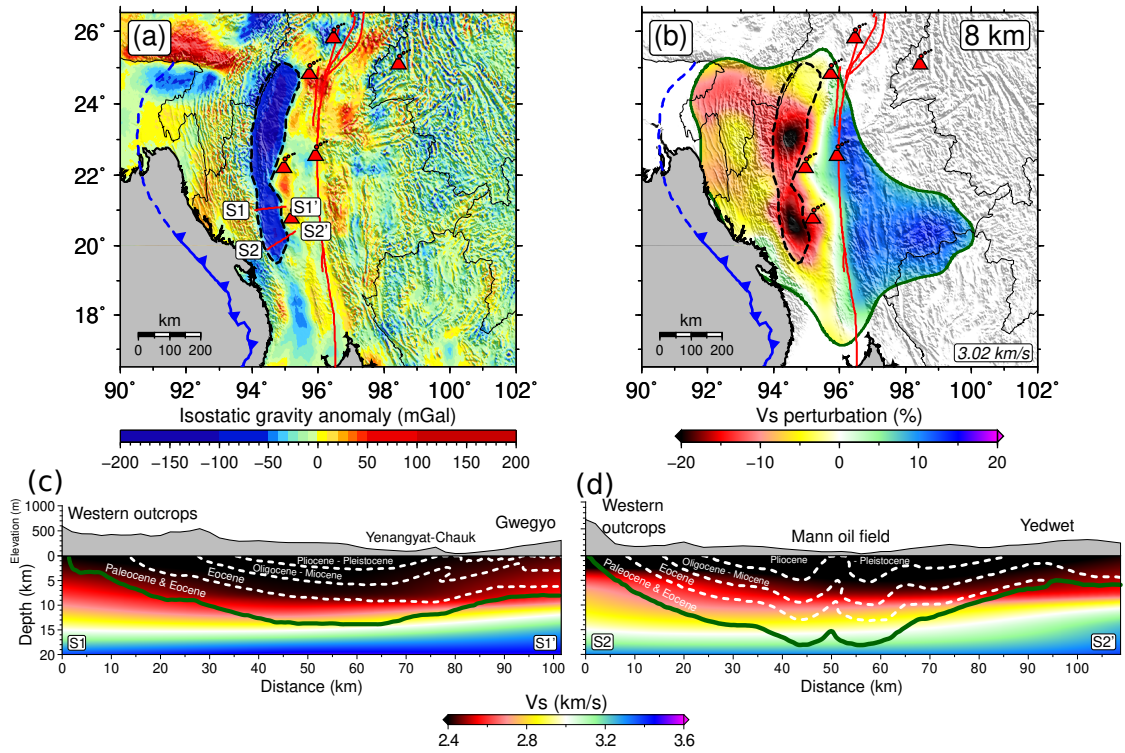 (a)
26°
24°
22°
20°
18°
S1
S1'
S2
S2'
km
0 100 200
90° 92° 94° 96° 98° 100° 102°
Isostatic gravity anomaly (mGal)
−200 −150 −100 −50 0 50 100 150 200
(b)
8 km
26°
24°
22°
20°
18°
km
0 100 200
3.02 km/s
90° 92° 94° 96° 98° 100° 102°
Vs perturbation (%)
−20 −10 0 10 20
(c)
Elevation (m)
1000
500
0
Western outcrops
Yenangyat-Chauk
Gwegyo
Pliocene - Pleistocene
Oligocene - Miocene
Eocene
Paleocene & Eocene
Depth (km)
0
5
10
15
20
S1
S1'
0 10 20 30 40 50 60 70 80 90 100
Distance (km)
(d)
Western
outcrops
Mann oil field
Yedwet
Pliocene - Pleistocene
Oligocene - Miocene
Eocene
Paleocene & Eocene
S2
S2'
0 10 20 30 40 50 60 70 80 90 100
Distance (km)
Vs (km/s)
2.4 2.8 3.2 3.6